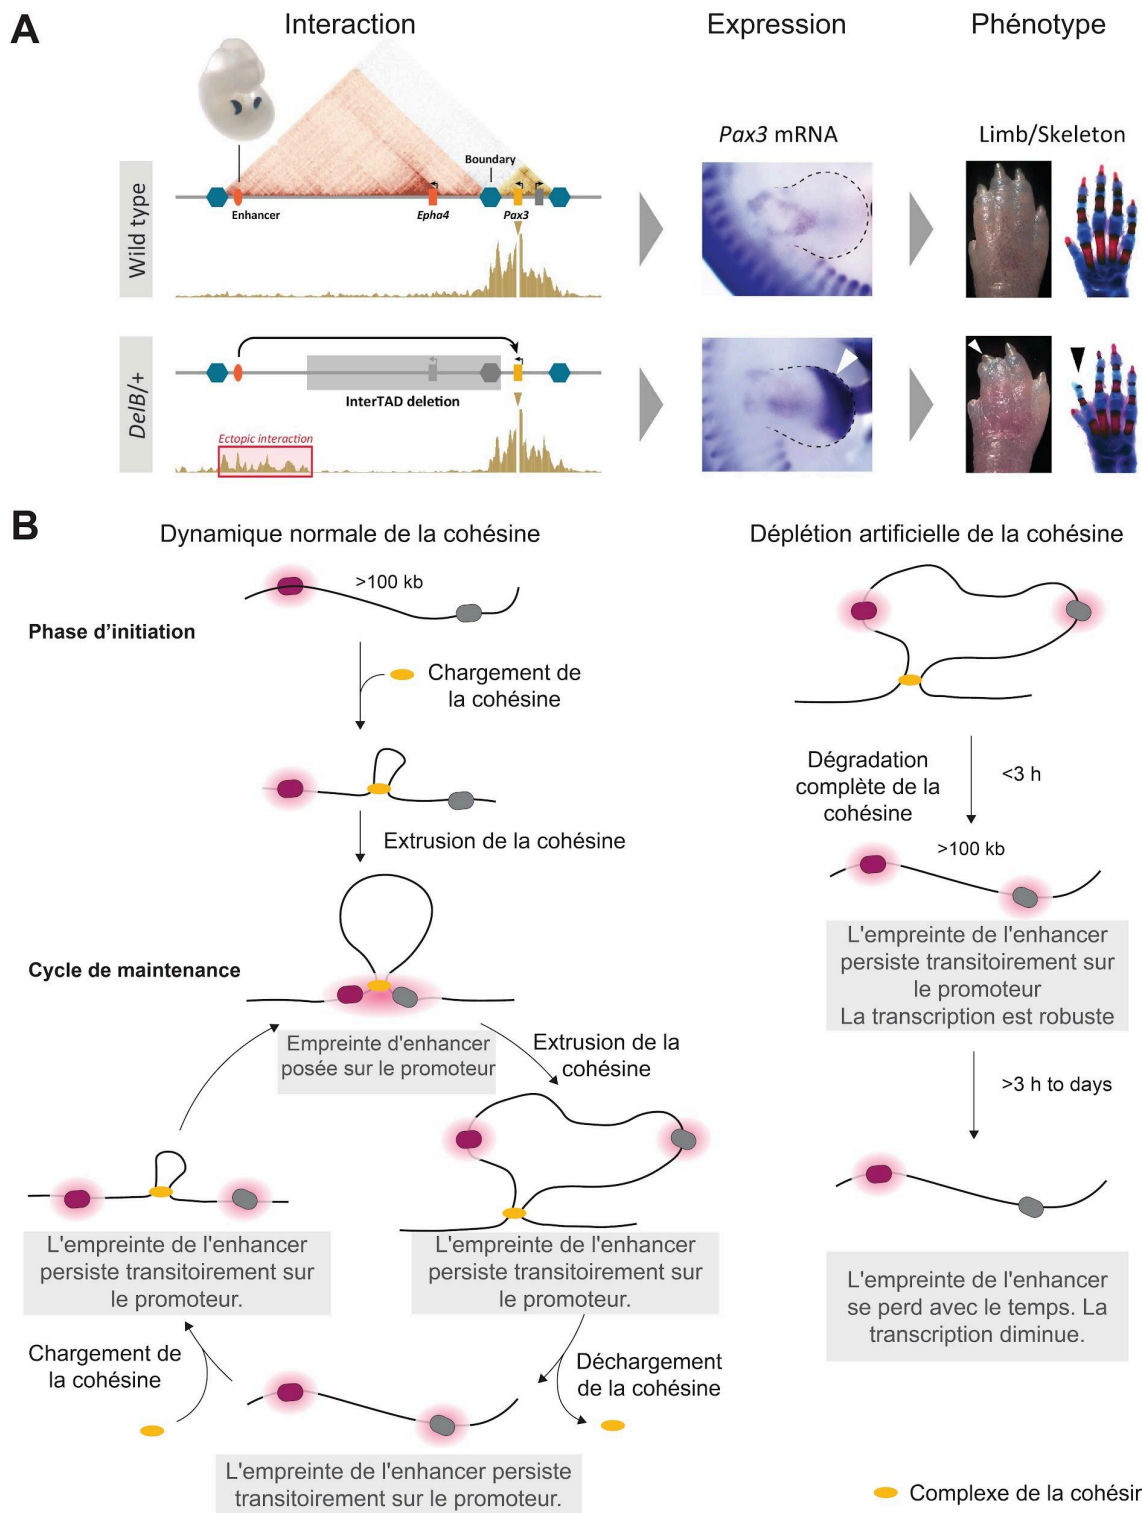 A
Interaction
Expression
Phénotype
Wild type
Enhancer
Epha4
Boundary
Pax3
Pax3 mRNA
Limb/Skeleton
DelB/+
InterTAD deletion
Ectopic interaction
B
Dynamique normale de la cohésine
Déplétion artificielle de la cohésine
>100 kb
Phase d'initiation
Chargement de
la cohésine
Extrusion de la cohésine
Cycle de maintenance
Empreinte d'enhancer
posée sur le promoteur
Extrusion de la
cohésine
L'empreinte de l'enhancer
persiste transitoirement sur
le promoteur.
L'empreinte de l'enhancer
persiste transitoirement sur
le promoteur.
Chargement de
la cohésine
Déchargement
de la cohésine
L'empreinte de l'enhancer persiste
transitoirement sur le promoteur.
Dégradation
complète de la
cohésine
<3 h
>100 kb
L'empreinte de l'enhancer
persiste transitoirement sur
le promoteur
La transcription est robuste
>3 h to days
L'empreinte de l'enhancer
se perd avec le temps. La
transcription diminue.
Complexe de la cohésir